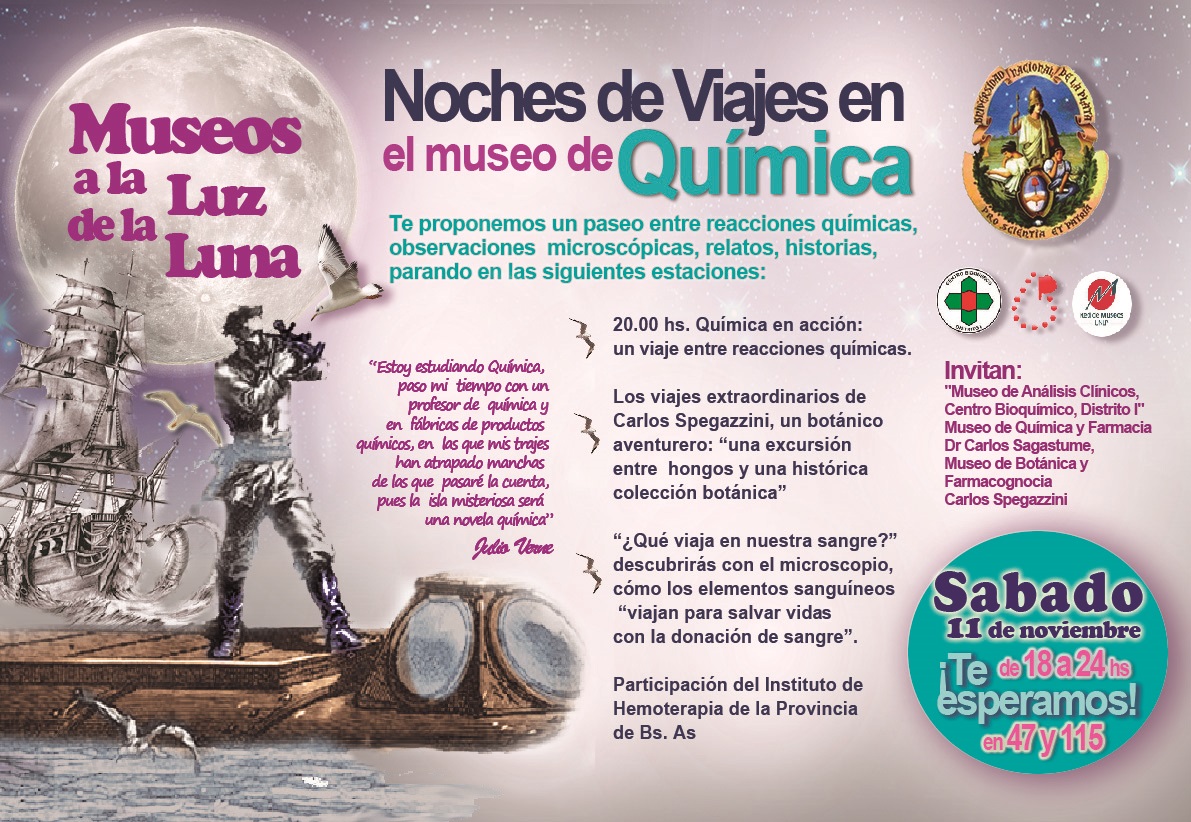 Museos
a la Luz
de la Luna
Noches de Viajes en
el museo de Química
Te proponemos un paseo entre reacciones químicas,
observaciones microscópicas, relatos, historias,
parando en las siguientes estaciones:
"Estoy estudiando Química,
paso mi tiempo con un
profesor de química y
en fábricas de productos
químicos, en las que mis trajes
han atrapado manchas
de las que pasaré la cuenta,
pues la isla misteriosa será
una novela química"
Julio Verne
20.00 hs. Química en acción:
un viaje entre reacciones químicas.
Los viajes extraordinarios de
Carlos Spegazzini, un botánico
aventurero: “una excursión
entre hongos y una histórica
colección botánica”
“¿Qué viaja en nuestra sangre?”
descubrirás con el microscopio,
cómo los elementos sanguíneos
“viajan para salvar vidas
con la donación de sangre”.
Participación del Instituto de
Hemoterapia de la Provincia
de Bs. As
UNIVERSIDAD NACIONAL DE LA PLATA
PRO SCIENTIA ET PATRIA
CENTRO BIOQUIMICO
DISTRITO I
Red de Museos
UNLP
Invitan:
"Museo de Análisis Clínicos,
Centro Bioquímico, Distrito I"
Museo de Química y Farmacia
Dr Carlos Sagastume,
Museo de Botánica y
Farmacognocia
Carlos Spegazzini
Sabado
11 de noviembre
de 18 a 24 hs
¡Te
esperamos!
en 47 y 115